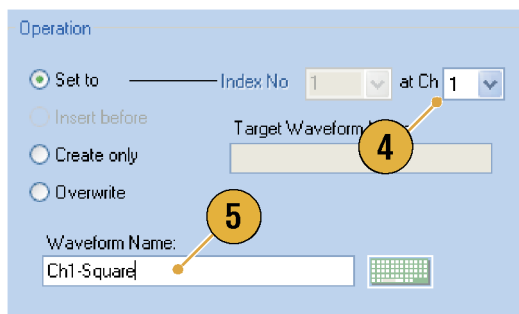 Operation
Set to Index No 1 at Ch 1
Insert before
Target Waveform
4
Create only
Overwrite
5
Waveform Name:
Ch1-Square